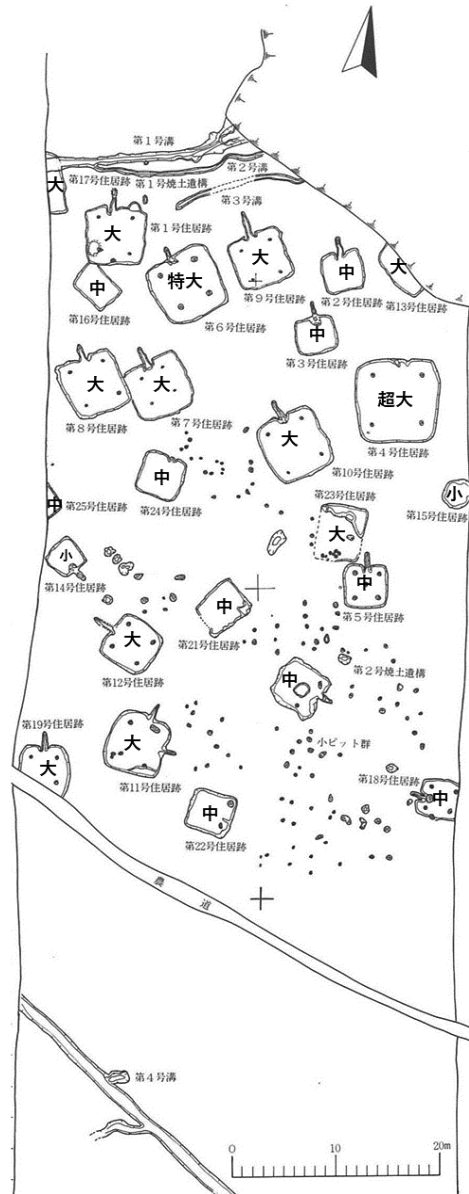 第1号溝
大
第17号住居跡
第1号焼土遺構
第2号溝
第3号溝
大
第1号住居跡
中
第16号住居跡
特大
第6号住居跡
大
第9号住居跡
中
第2号住居跡
大
第13号住居跡
中
第3号住居跡
大
第8号住居跡
大
第7号住居跡
超大
第4号住居跡
大
第10号住居跡
中
第24号住居跡
中
第25号住居跡
第23号住居跡
大
小
第15号住居跡
小
第14号住居跡
中
第5号住居跡
中
第21号住居跡
大
第12号住居跡
中
第2号焼土遺構
第19号住居跡
大
大
第11号住居跡
小ピット群
第18号住居跡
中
中
第22号住居跡
農道
第4号溝
0 10 20m